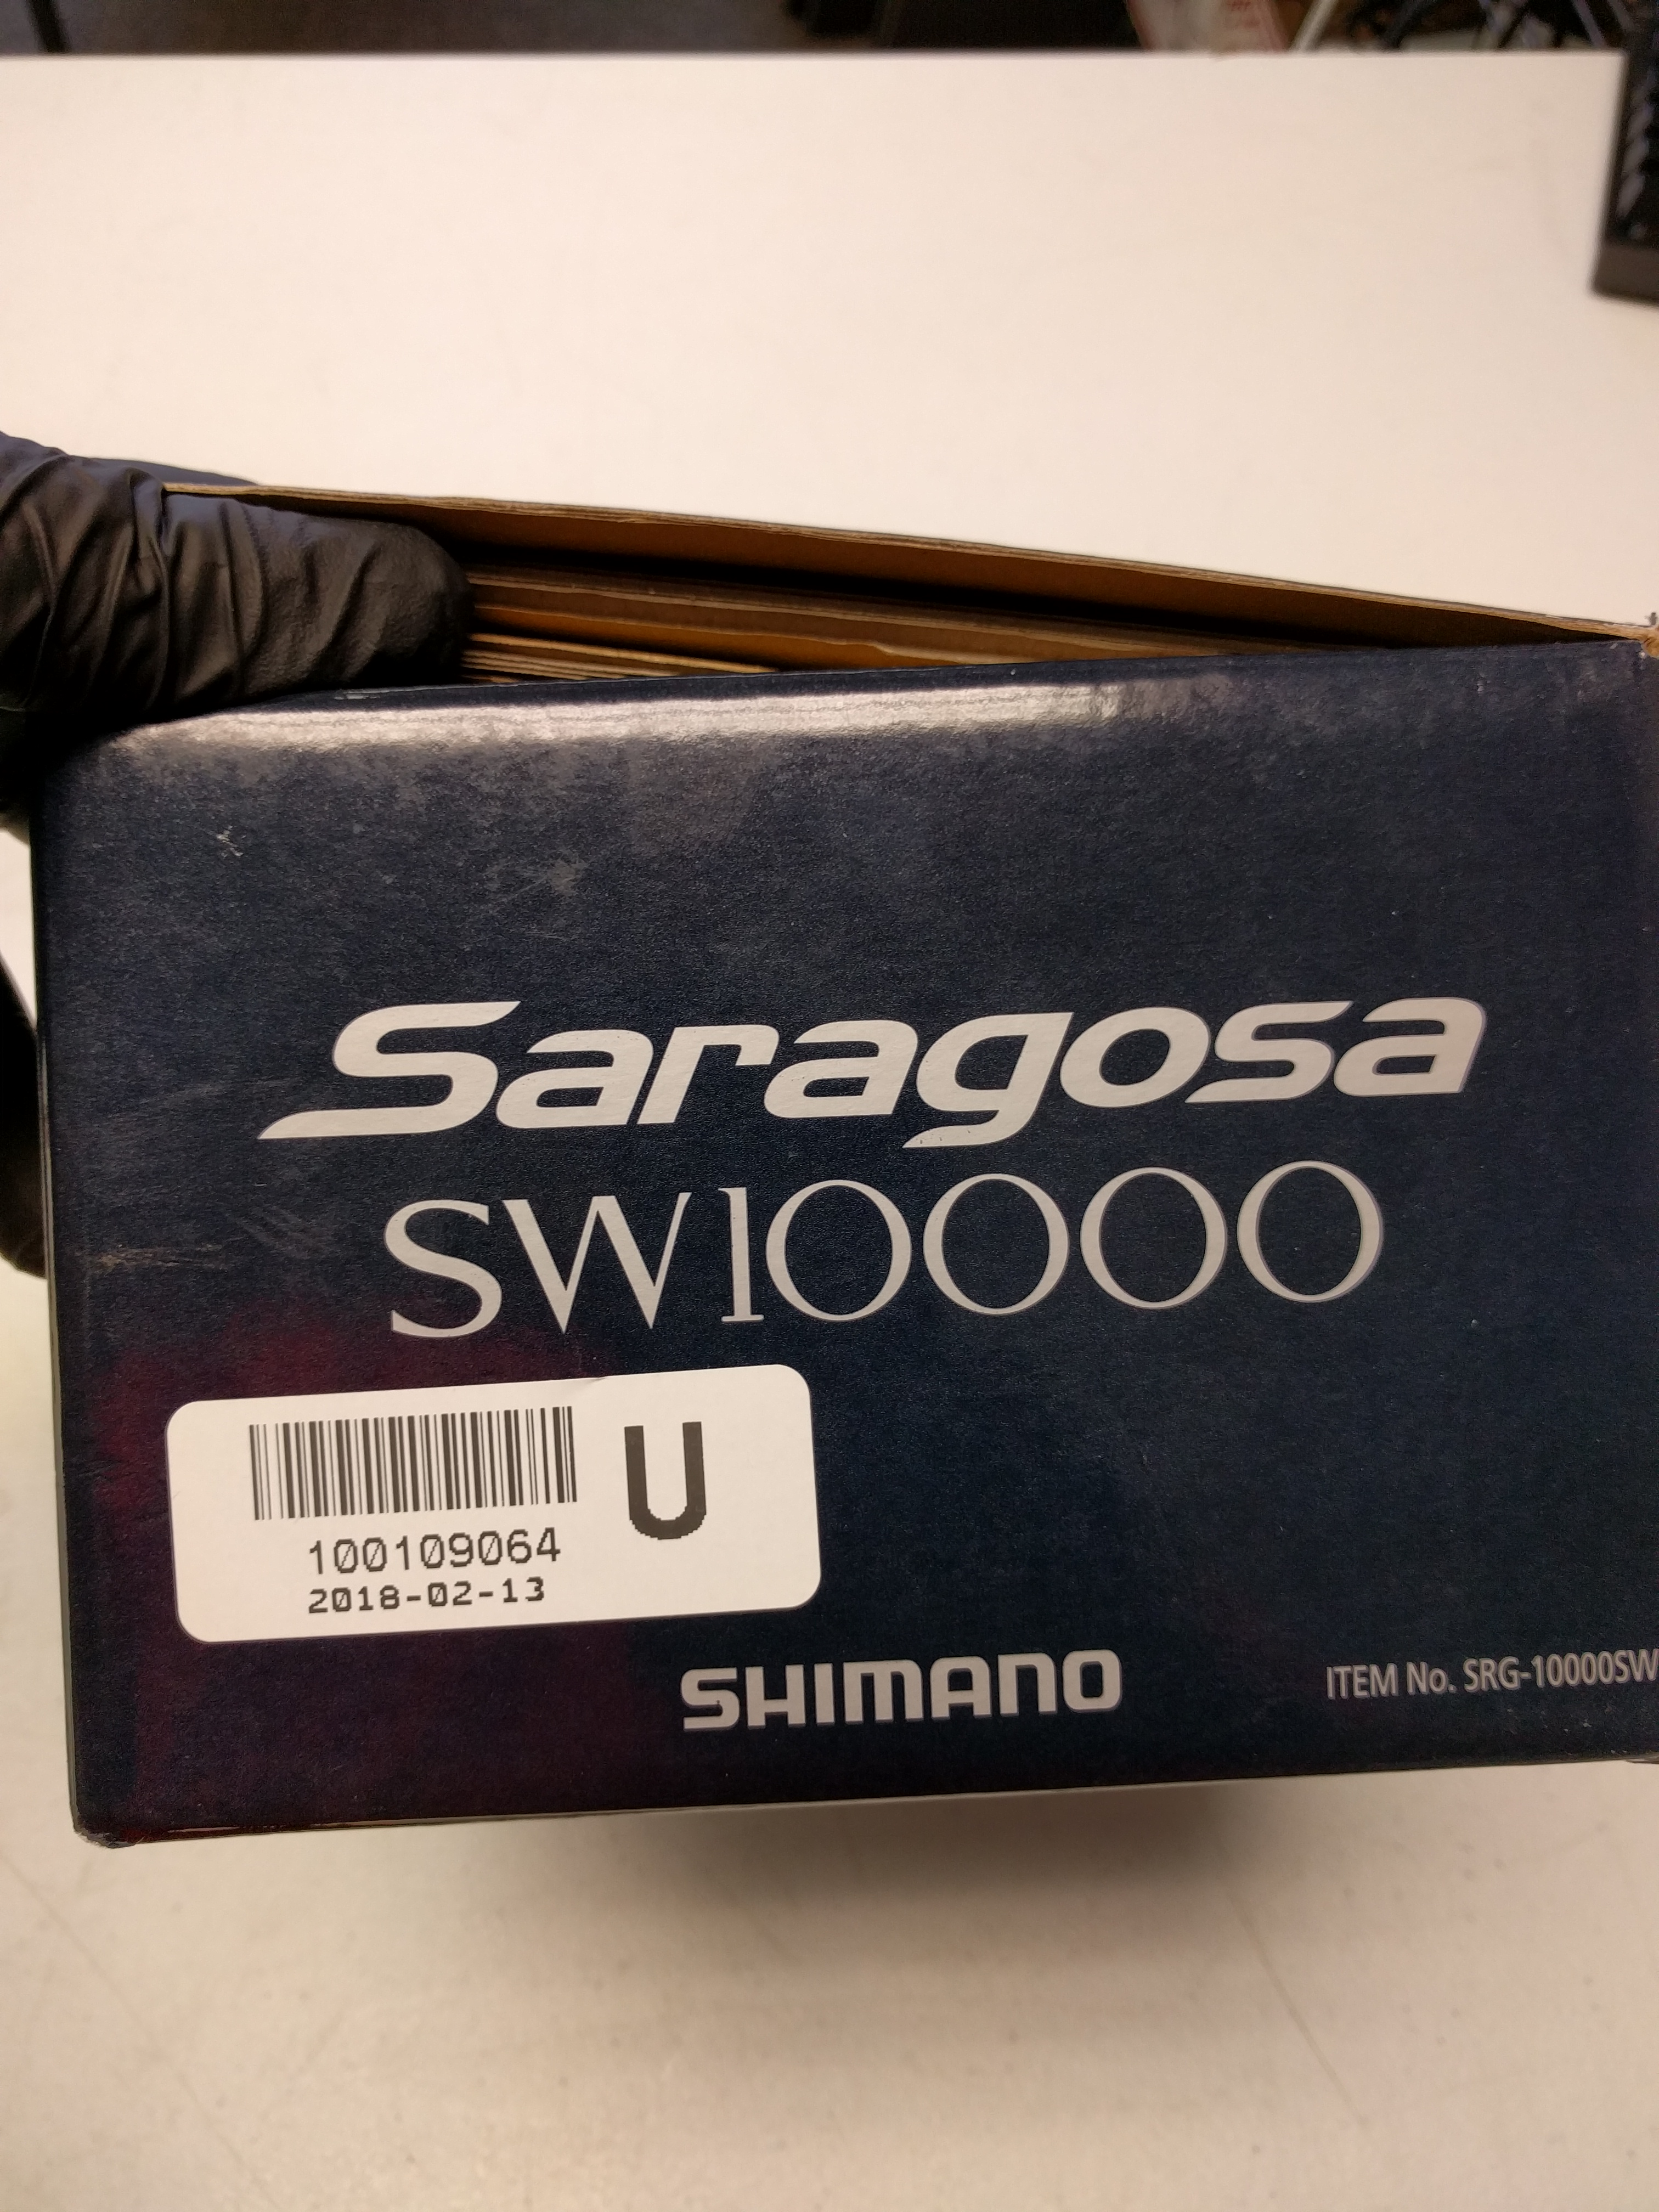 Saragosa
SW10000
U
100109064
2018-02-13
SHIMANO
ITEM No. SRG-10000SW